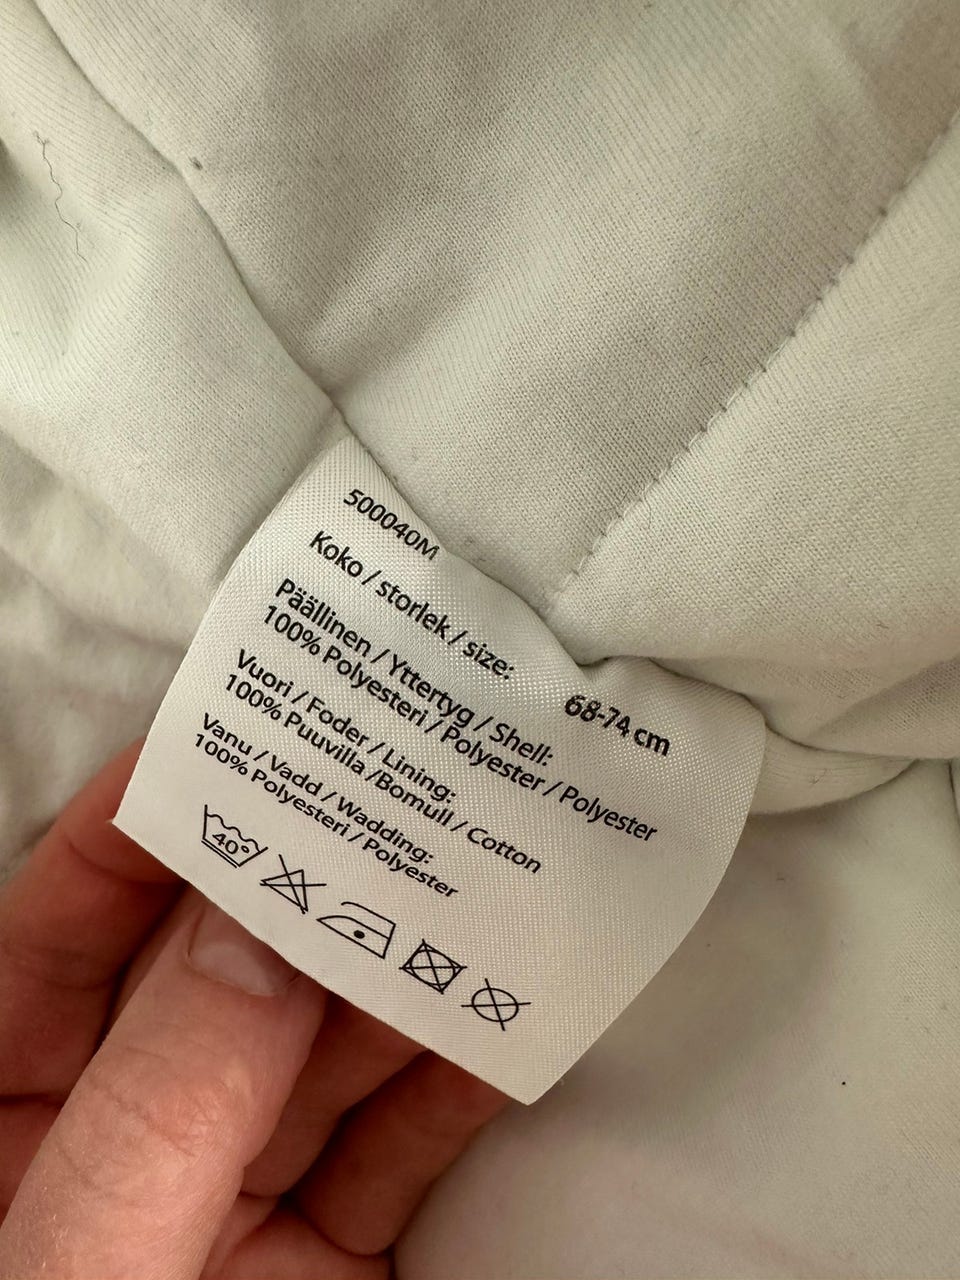 500040M
Koko / storlek / size: 68-74 cm
Päällinen / Yttertyg / Shell:
100% Polyesteri / Polyester / Polyester
Vuori / Foder / Lining:
100% Puuvilla /Bomull / Cotton
Vanu / Vadd / Wadding:
100% Polyesteri / Polyester
40°